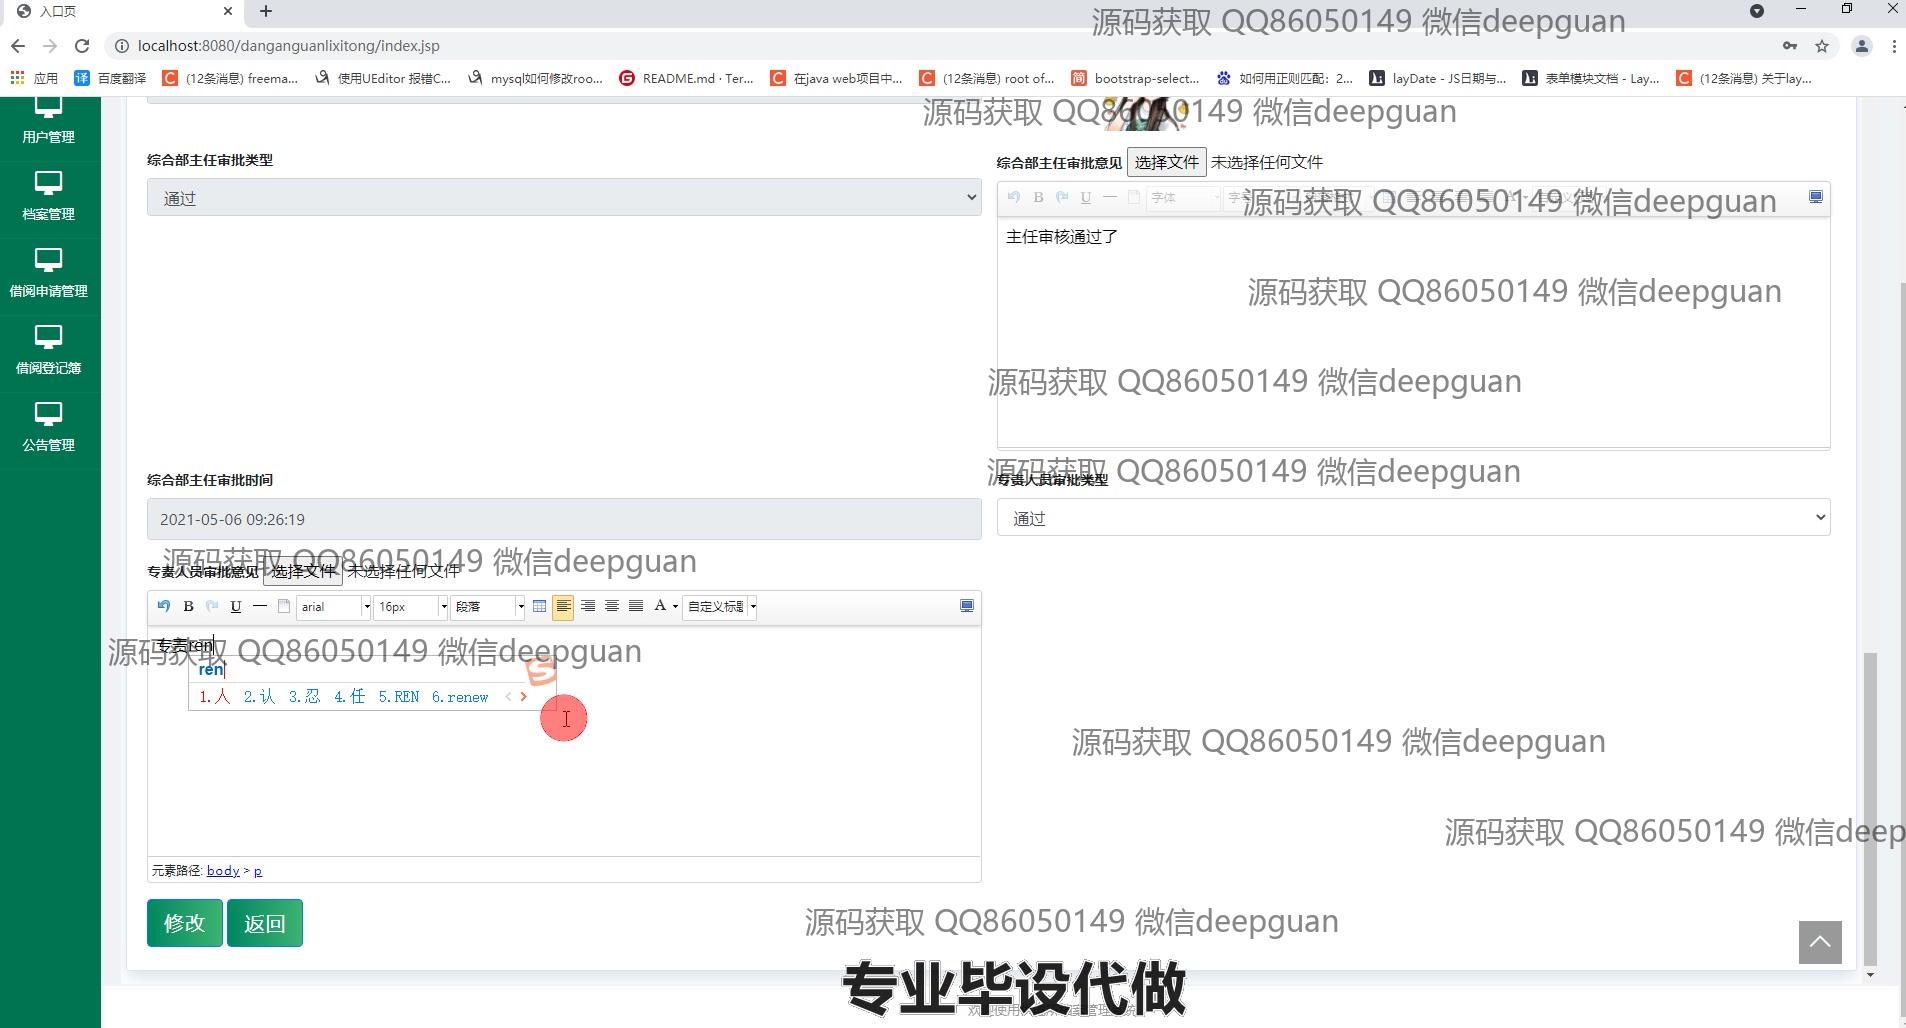 入口页
源码获取 QQ86050149 微信deepguan
localhost:8080/danganguanlixitong/index.jsp
应用 百度翻译 (12条消息) freema... 使用UEditor 报错C... mysql如何修改roo... README.md · Ter... 在java web项目中... (12条消息) root of... bootstrap-select... 如何用正则匹配：2... layDate - JS日期与... 表单模块文档 - Lay... (12条消息) 关于lay...
源码获取 QQ86050149 微信deepguan
用户管理
综合部主任审批类型
综合部主任审批意见 选择文件 未选择任何文件
通过
B U 字体
源码获取 QQ86050149 微信deepguan
档案管理
主任审核通过了
借阅申请管理
源码获取 QQ86050149 微信deepguan
借阅登记簿
源码获取 QQ86050149 微信deepguan
公告管理
源码获取 QQ86050149 微信deepguan
综合部主任审批时间
专责人员审批类型
2021-05-06 09:26:19
通过
源码获取 QQ86050149 微信deepguan
专责人员审批意见 选择文件 未选择任何文件
B U arial 16px 段落 A 自定义标题
专责ren
源码获取 QQ86050149 微信deepguan
ren
1.人 2.认 3.忍 4.任 5.REN 6.renew
源码获取 QQ86050149 微信deepguan
源码获取 QQ86050149 微信deep
元素路径: body > p
修改 返回
源码获取 QQ86050149 微信deepguan
专业毕设代做